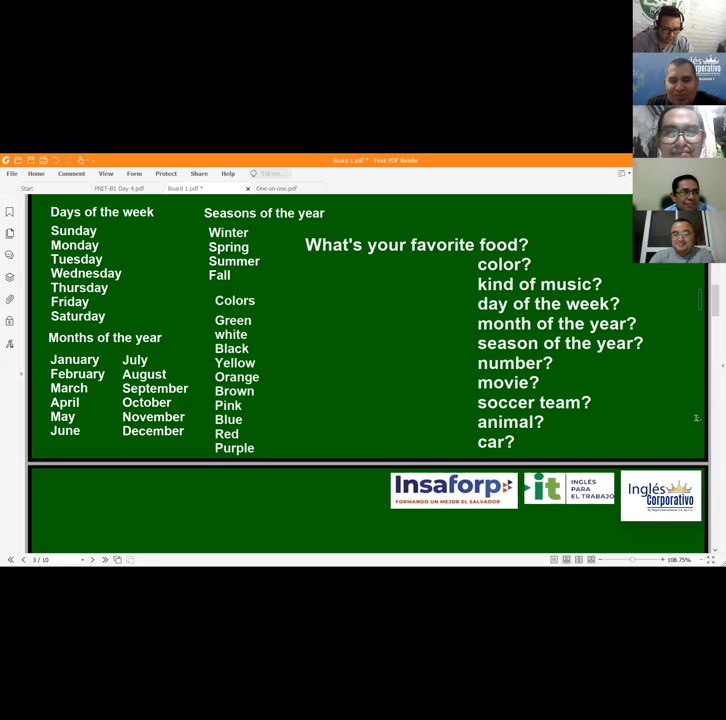 Board 1.pdf * - Foxit PDF Reader
File Home Comment View Form Protect Share Help Tell me...
Start PNIT-B1 Day 4.pdf Board 1.pdf * One-on-one.pdf
Days of the week
Sunday
Monday
Tuesday
Wednesday
Thursday
Friday
Saturday
Months of the year
January July
February August
March September
April October
May November
June December
Seasons of the year
Winter
Spring
Summer
Fall
Colors
Green
white
Black
Yellow
Orange
Brown
Pink
Blue
Red
Purple
What's your favorite food?
color?
kind of music?
day of the week?
month of the year?
season of the year?
number?
movie?
soccer team?
animal?
car?
Insaforp
FORMANDO UN MEJOR EL SALVADOR
it
INGLÉS
PARA
EL TRABAJO
Inglés
Corporativo
3 / 10
108.75%